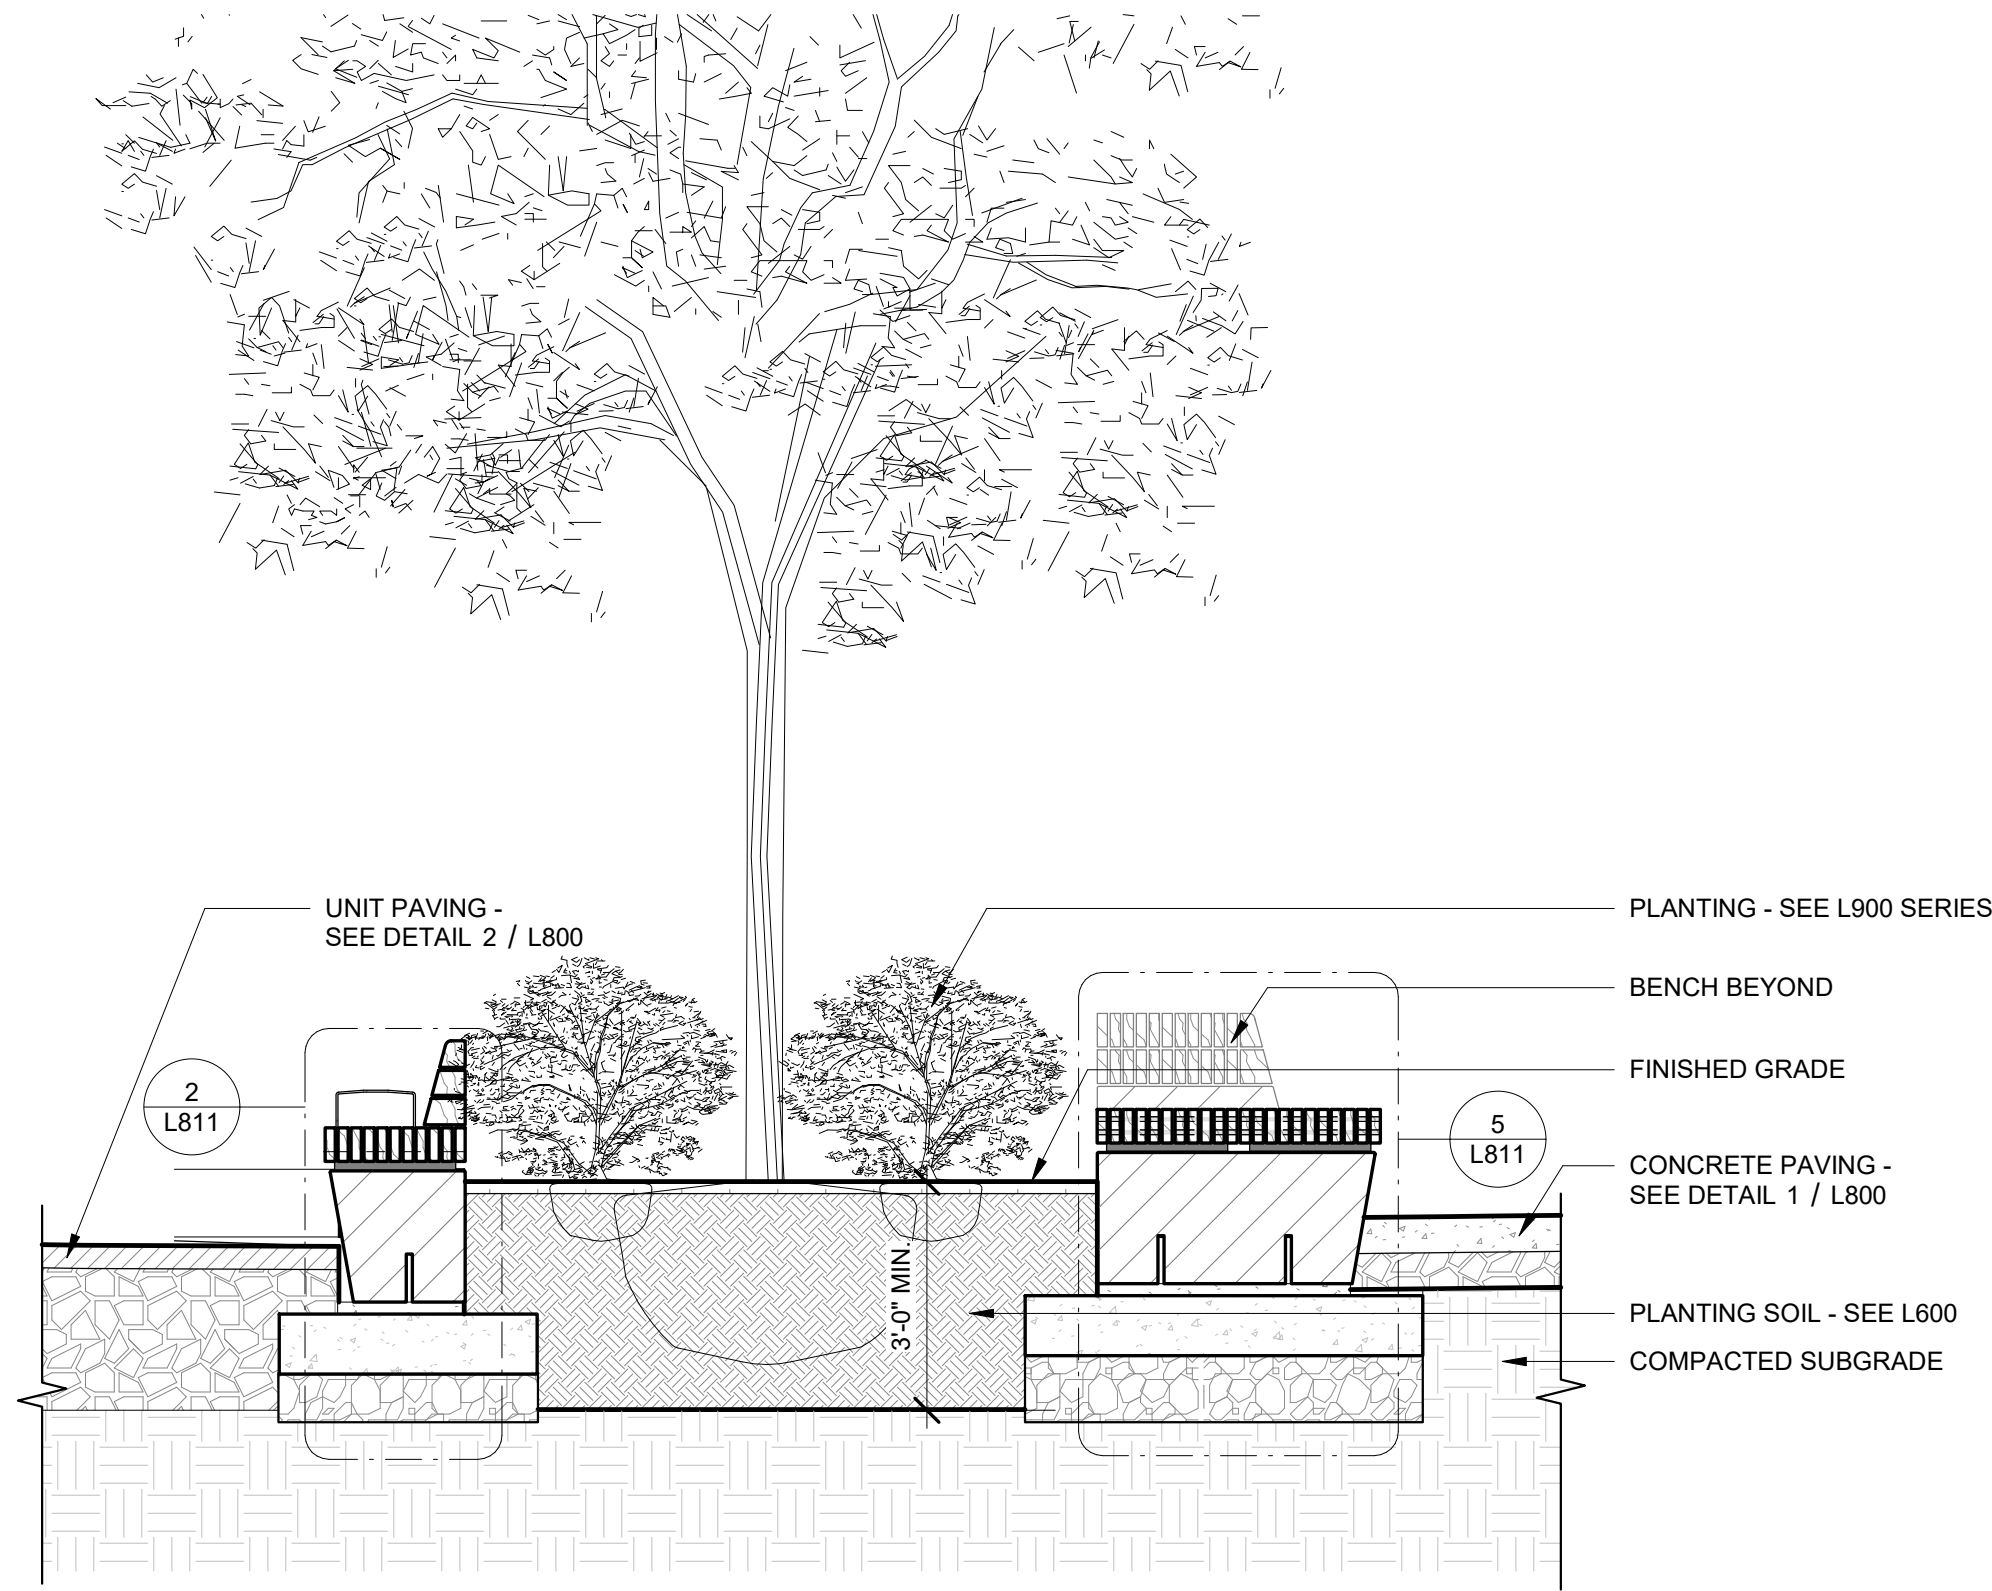 UNIT PAVING -
SEE DETAIL 2 / L800
PLANTING - SEE L900 SERIES
BENCH BEYOND
FINISHED GRADE
2
L811
5
L811
CONCRETE PAVING -
SEE DETAIL 1 / L800
3'-0" MIN.
PLANTING SOIL - SEE L600
COMPACTED SUBGRADE